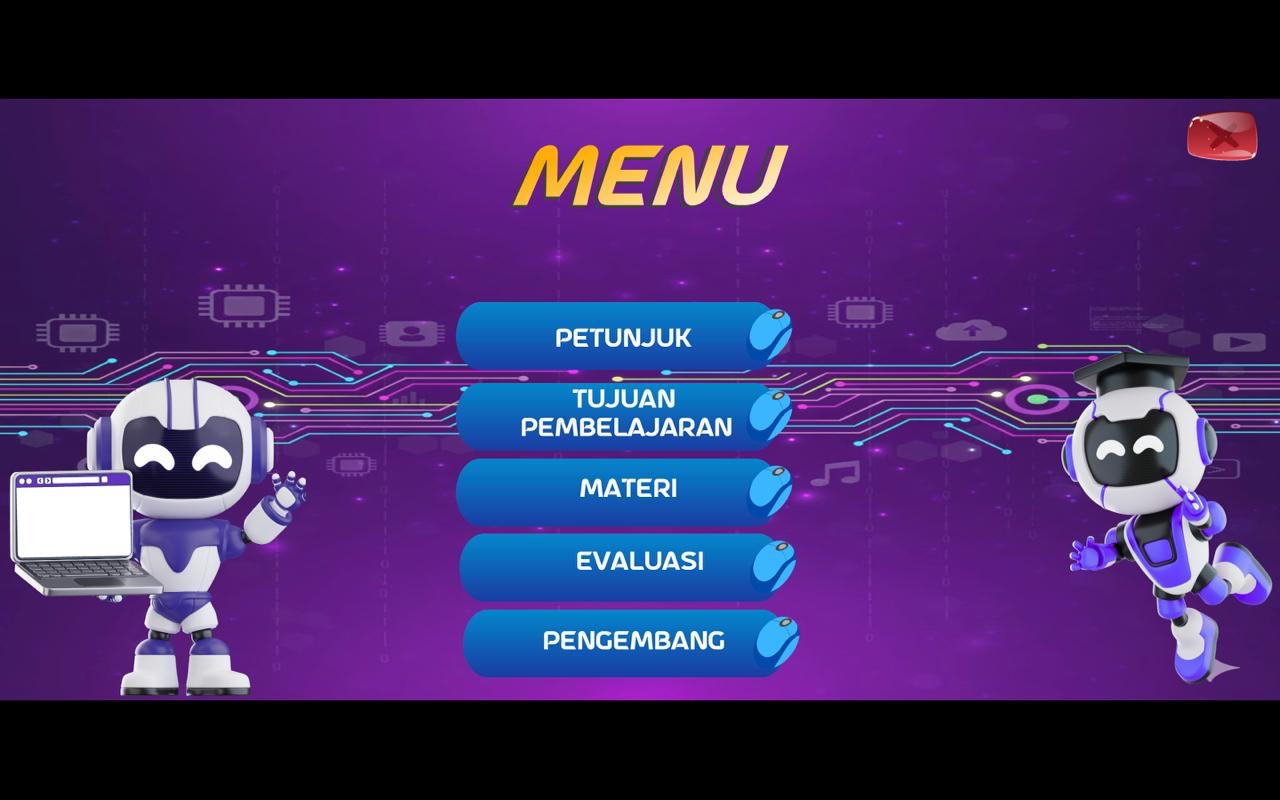 MENU
PETUNJUK
TUJUAN
PEMBELAJARAN
MATERI
EVALUASI
PENGEMBANG